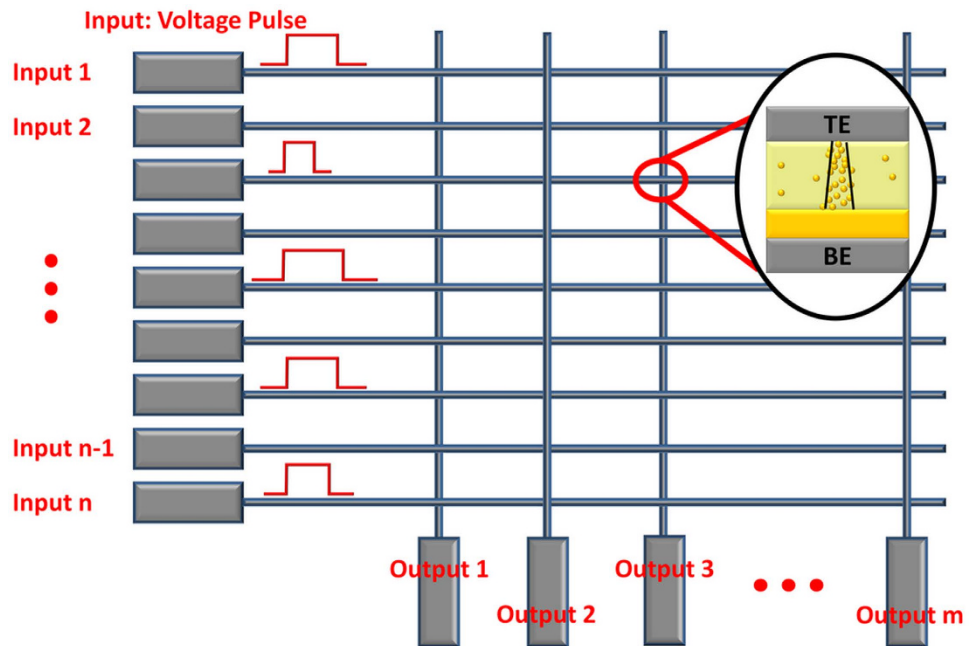 Input: Voltage Pulse
Input 1
Input 2
TE
BE
Input n-1
Input n
Output 1
Output 2
Output 3
Output m